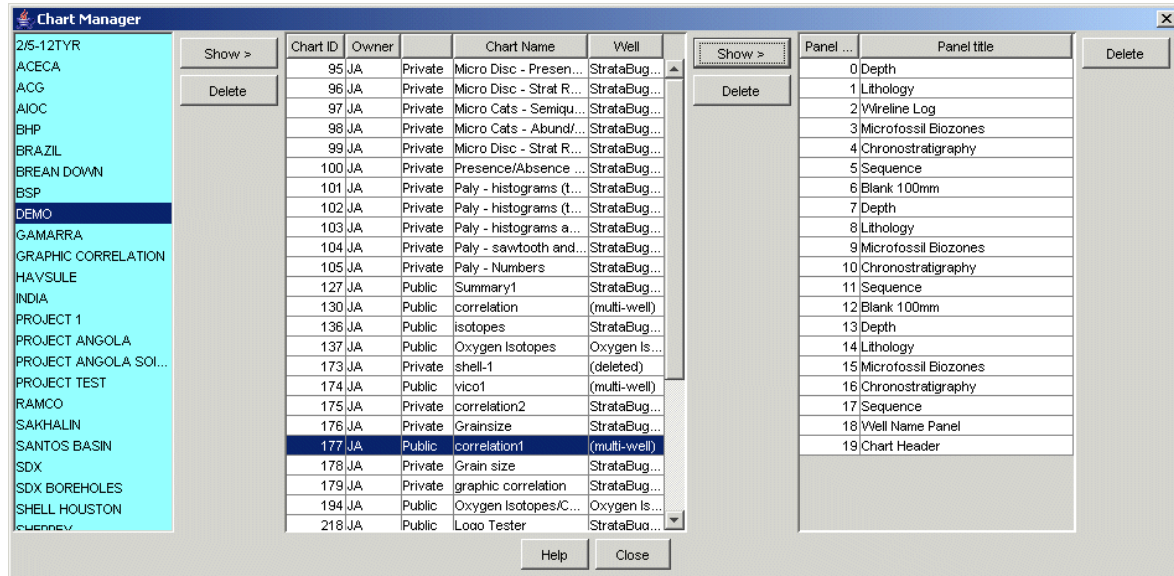 Chart Manager
2/5-12TYR
ACECA
ACG
AIOC
BHP
BRAZIL
BREAN DOWN
BSP
DEMO
GAMARRA
GRAPHIC CORRELATION
HAVSULE
INDIA
PROJECT 1
PROJECT ANGOLA
PROJECT ANGOLA SOI...
PROJECT TEST
RAMCO
SAKHALIN
SANTOS BASIN
SDX
SDX BOREHOLES
SHELL HOUSTON
SHEPPEY
Show >
Delete
Chart ID Owner Chart Name Well
95 JA Private Micro Disc - Presen... StrataBug...
96 JA Private Micro Disc - Strat R... StrataBug...
97 JA Private Micro Cats - Semiqu... StrataBug...
98 JA Private Micro Cats - Abund/... StrataBug...
99 JA Private Micro Disc - Strat R... StrataBug...
100 JA Private Presence/Absence ... StrataBug...
101 JA Private Paly - histograms (t... StrataBug...
102 JA Private Paly - histograms (t... StrataBug...
103 JA Private Paly - histograms a... StrataBug...
104 JA Private Paly - sawtooth and... StrataBug...
105 JA Private Paly - Numbers StrataBug...
127 JA Public Summary1 StrataBug...
130 JA Public correlation (multi-well)
136 JA Public isotopes StrataBug...
137 JA Public Oxygen Isotopes Oxygen Is...
173 JA Private shell-1 (deleted)
174 JA Public vico1 (multi-well)
175 JA Private correlation2 StrataBug...
176 JA Private Grainsize StrataBug...
177 JA Public correlation1 (multi-well)
178 JA Private Grain size StrataBug...
179 JA Private graphic correlation StrataBug...
194 JA Public Oxygen Isotopes/C... Oxygen Is...
218 JA Public Logo Tester StrataBug...
Show >
Delete
Panel ... Panel title
0 Depth
1 Lithology
2 Wireline Log
3 Microfossil Biozones
4 Chronostratigraphy
5 Sequence
6 Blank 100mm
7 Depth
8 Lithology
9 Microfossil Biozones
10 Chronostratigraphy
11 Sequence
12 Blank 100mm
13 Depth
14 Lithology
15 Microfossil Biozones
16 Chronostratigraphy
17 Sequence
18 Well Name Panel
19 Chart Header
Delete
Help Close